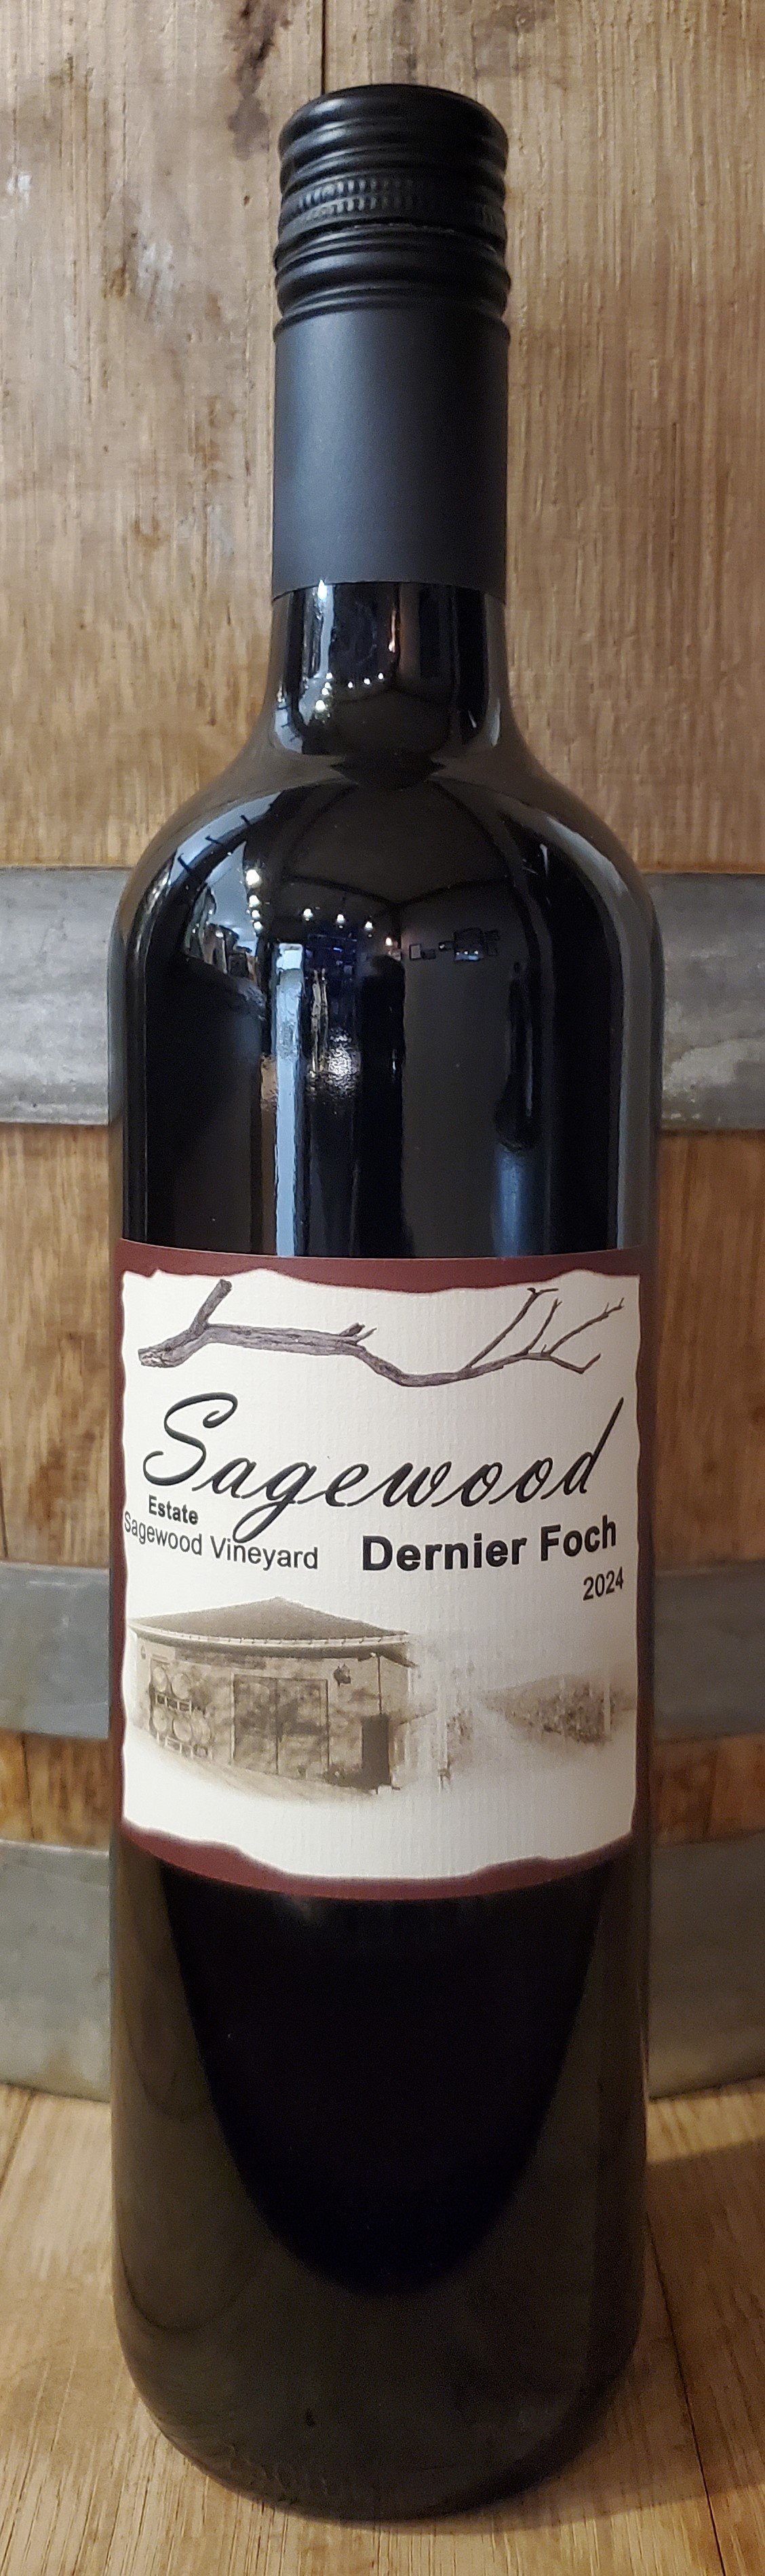 Sagewood
Estate
Sagewood Vineyard
Dernier Foch
2024